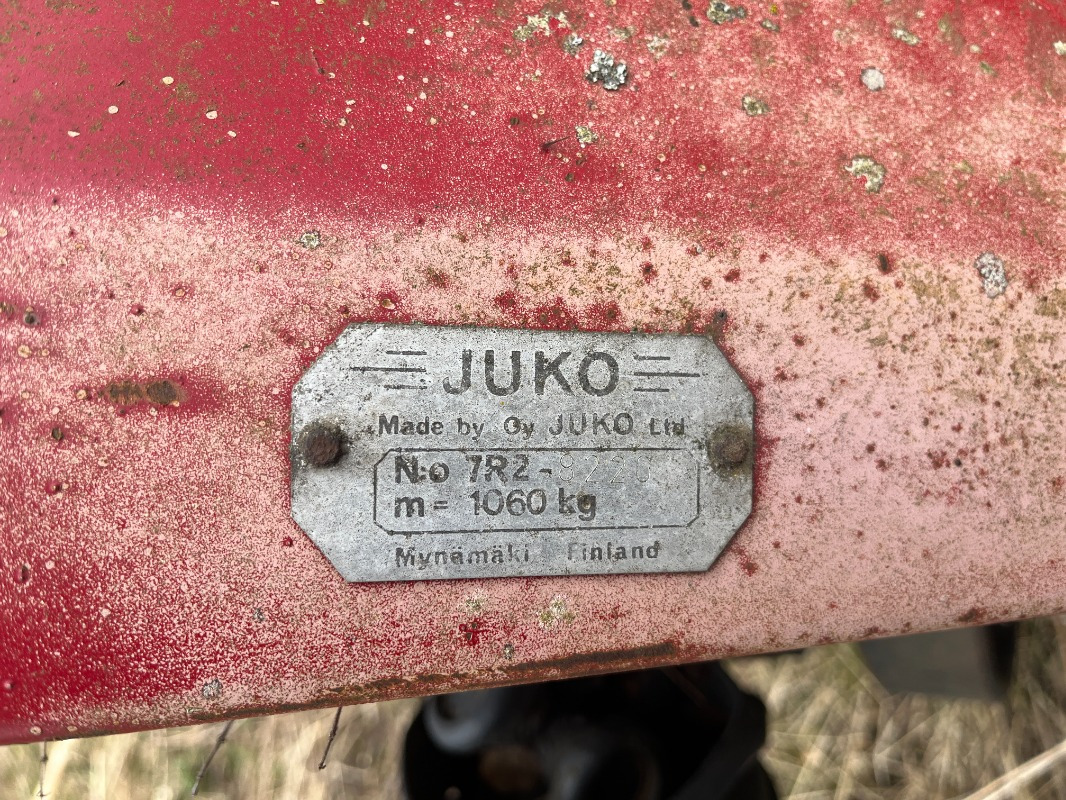 JUKO
Made by Oy JUKO Ltd
N:o 7R2-
m = 1060 kg
Mynämäki Finland